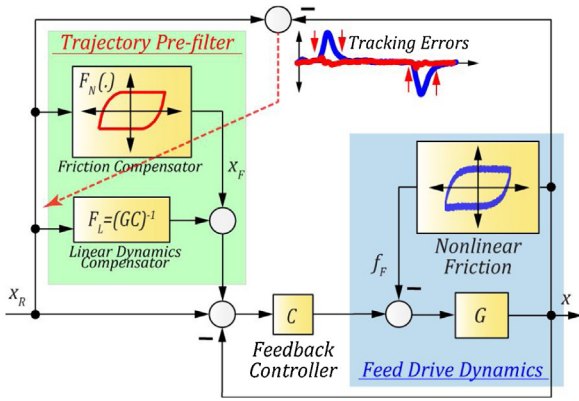 Trajectory Pre-filter
Tracking Errors
F_N(.)
Friction Compensator
X_F
F_L=(GC)^-1
Linear Dynamics
Compensator
Nonlinear
Friction
f_F
X_R
C
G
x
Feedback
Controller
Feed Drive Dynamics